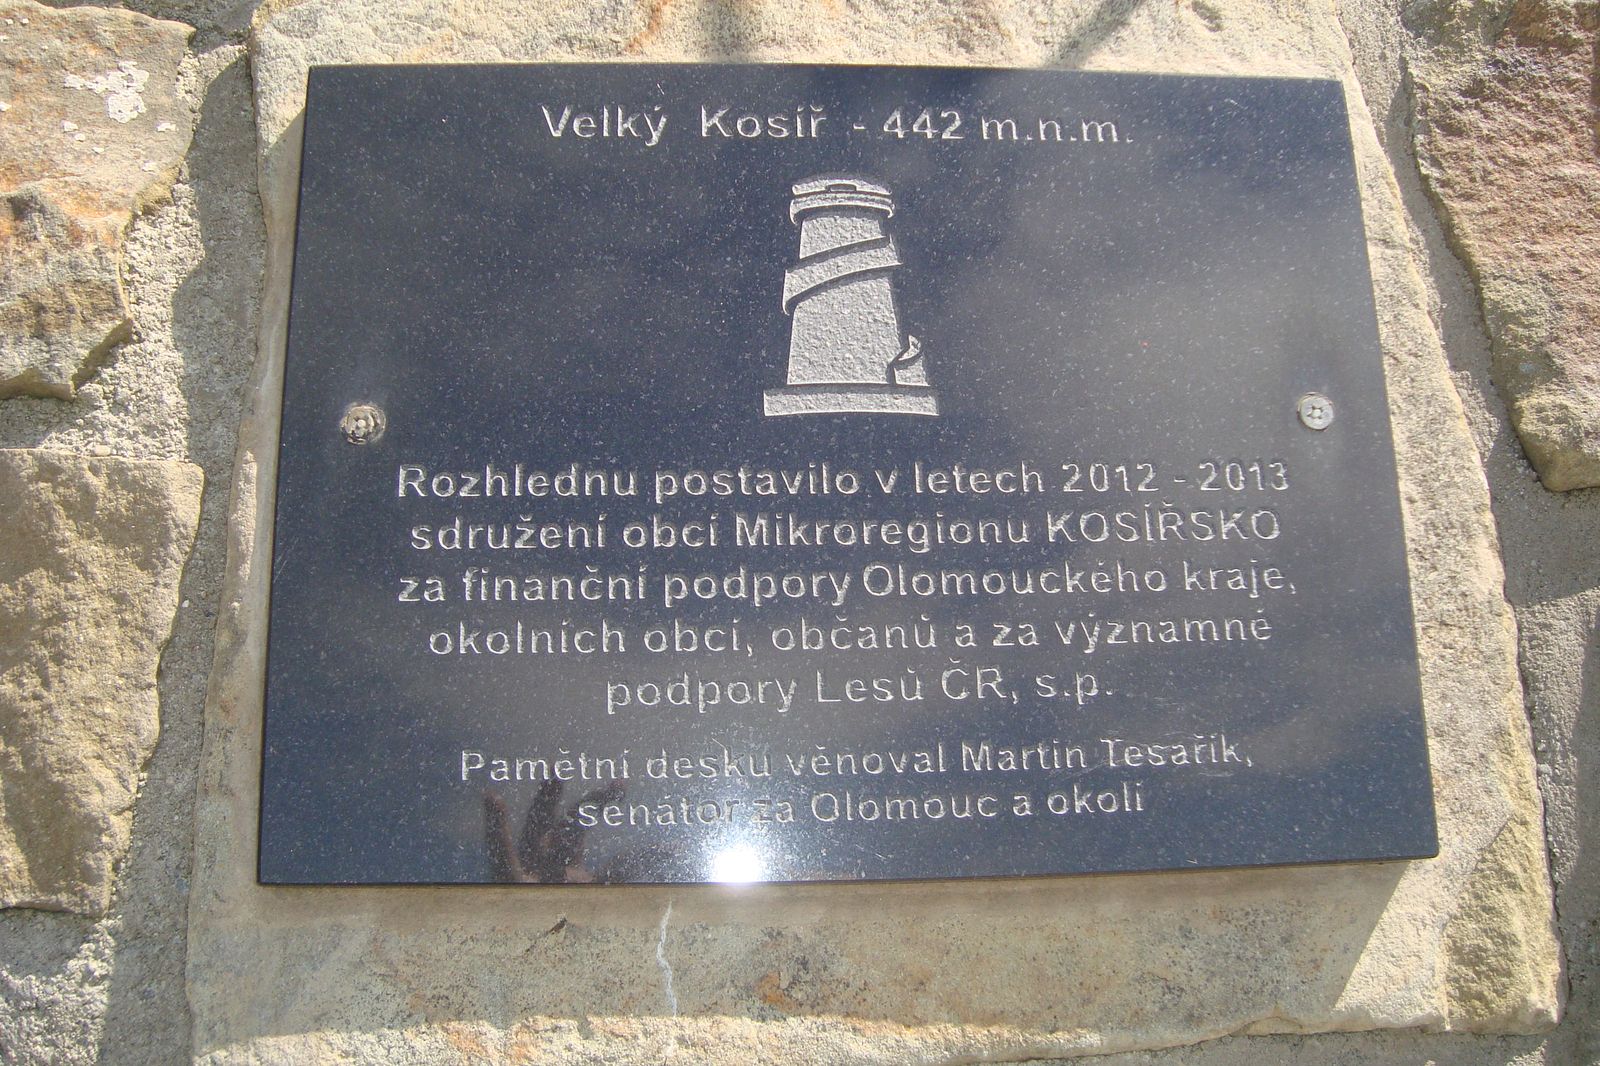 Velký Kosíř - 442 m.n.m.
Rozhlednu postavilo v letech 2012 - 2013
sdružení obcí Mikroregionu KOSÍŘSKO
za finanční podpory Olomouckého kraje,
okolních obcí, občanů a za významné
podpory Lesů ČR, s.p.
Pamětní desku věnoval Martin Tesařík,
senátor za Olomouc a okolí